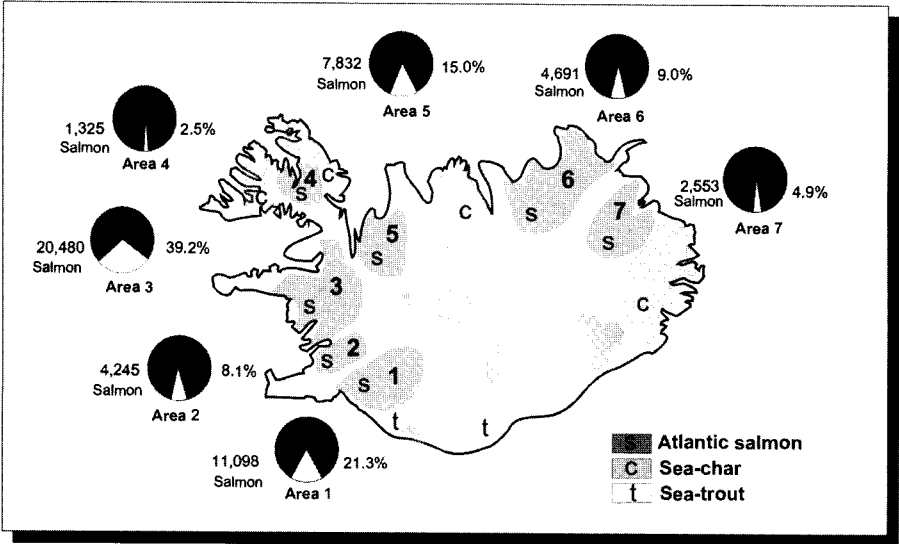 7,832
Salmon
15.0%
Area 5
4,691
Salmon
9.0%
Area 6
1,325
Salmon
2.5%
Area 4
2,553
Salmon
4.9%
Area 7
20,480
Salmon
39.2%
Area 3
4,245
Salmon
8.1%
Area 2
11,098
Salmon
21.3%
Area 1
4
S
C
C
5
S
C
6
S
7
S
3
S
C
2
S
1
S
t
t
S Atlantic salmon
C Sea-char
t Sea-trout